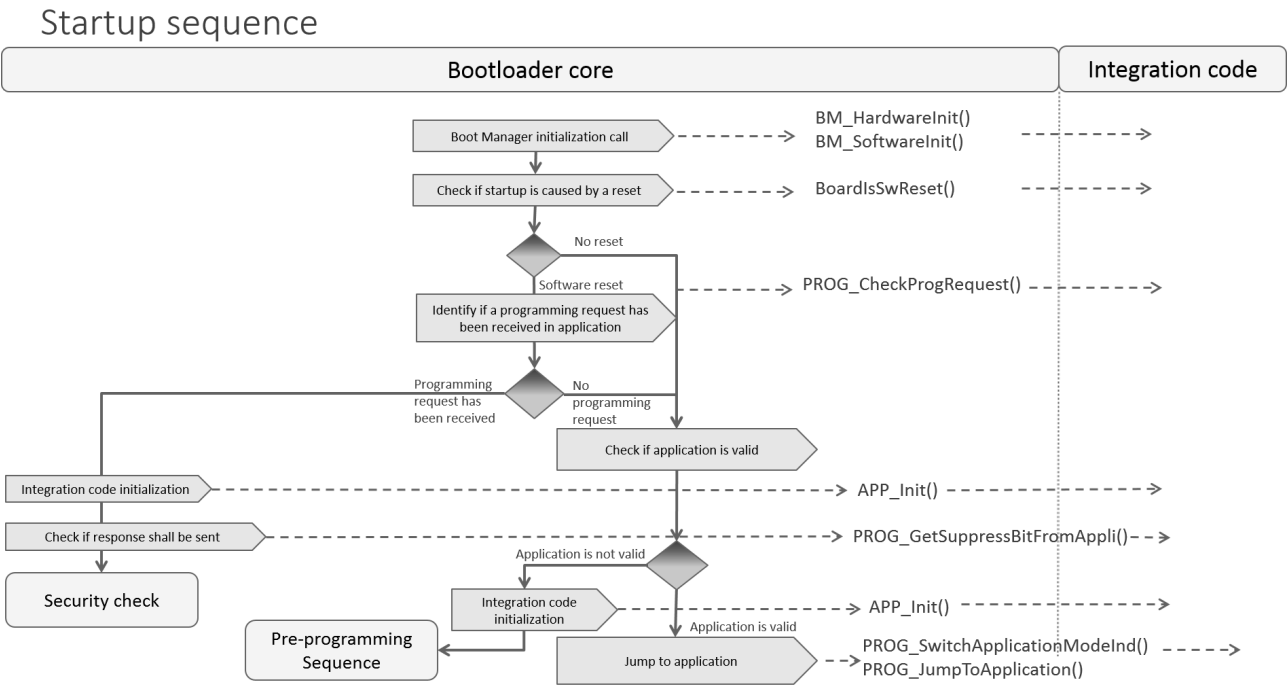 Startup sequence
Bootloader core
Integration code
Boot Manager initialization call
BM_HardwareInit()
BM_SoftwareInit()
Check if startup is caused by a reset
BoardIsSwReset()
No reset
Software reset
PROG_CheckProgRequest()
Identify if a programming request has
been received in application
Programming
request has
been received
No
programming
request
Check if application is valid
Integration code initialization
APP_Init()
Check if response shall be sent
PROG_GetSuppressBitFromAppli()
Application is not valid
Security check
Integration code
initialization
APP_Init()
Application is valid
Pre-programming
Sequence
Jump to application
PROG_SwitchApplicationModeInd()
PROG_JumpToApplication()